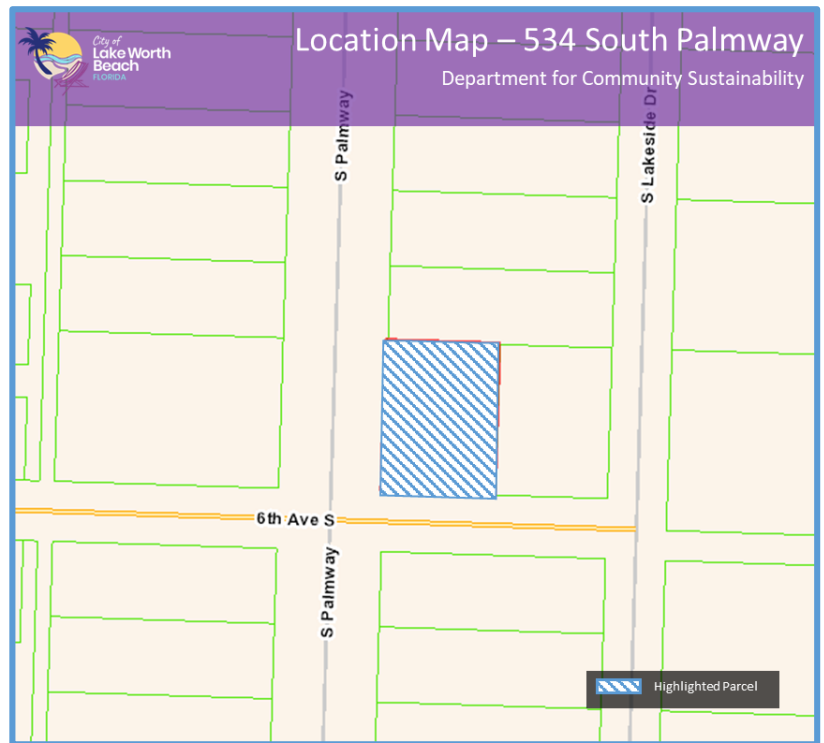 City of
Lake Worth
Beach
FLORIDA
Location Map – 534 South Palmway
Department for Community Sustainability
S Palmway
S Lakeside Dr
6th Ave S
S Palmway
Highlighted Parcel